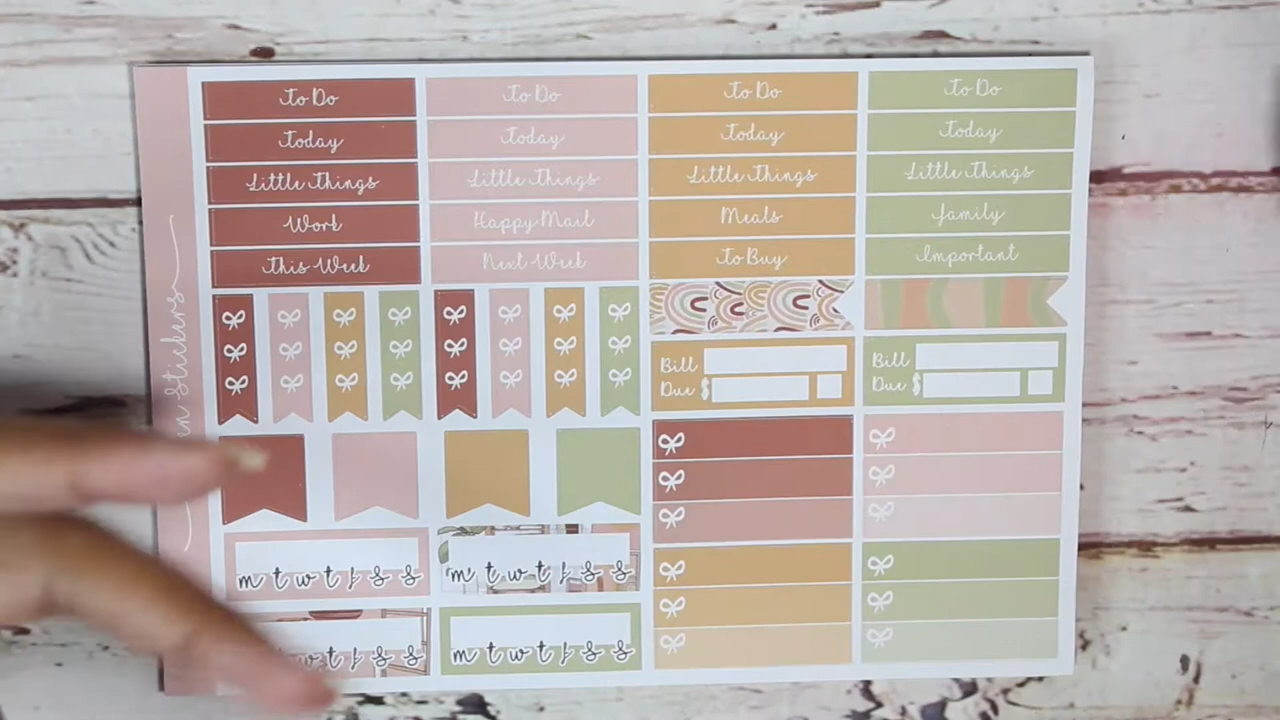 To Do
Today
Little Things
Work
This Week
To Do
Today
Little Things
Happy Mail
Next Week
To Do
Today
Little Things
Meals
To Buy
To Do
Today
Little Things
family
Important
Stickers
Bill
Due $
Bill
Due $
m t w t f s s
m t w t f s s
w t f s s
m t w t f s s